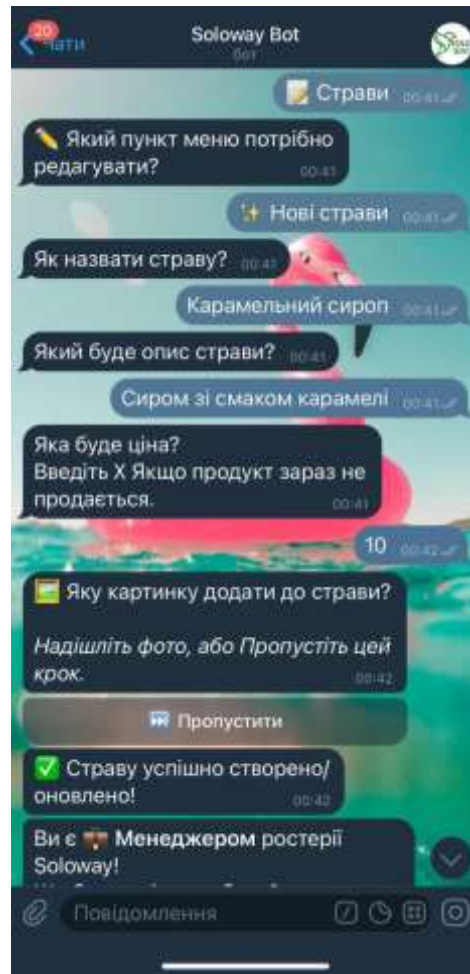 20
Чати
Soloway Bot
бот
📝 Страви 00:41
✏️ Який пункт меню потрібно
редагувати? 00:41
✨ Нові страви 00:41
Як назвати страву? 00:41
Карамельний сироп 00:41
Який буде опис страви? 00:41
Сиром зі смаком карамелі 00:41
Яка буде ціна?
Введіть Х Якщо продукт зараз не
продається. 00:41
10 00:42
🖼️ Яку картинку додати до страви?
Надішліть фото, або Пропустіть цей
крок. 00:42
⏭️ Пропустити
✅ Страву успішно створено/
оновлено! 00:42
Ви є 💼 Менеджером ростерії
Soloway!
Повідомлення